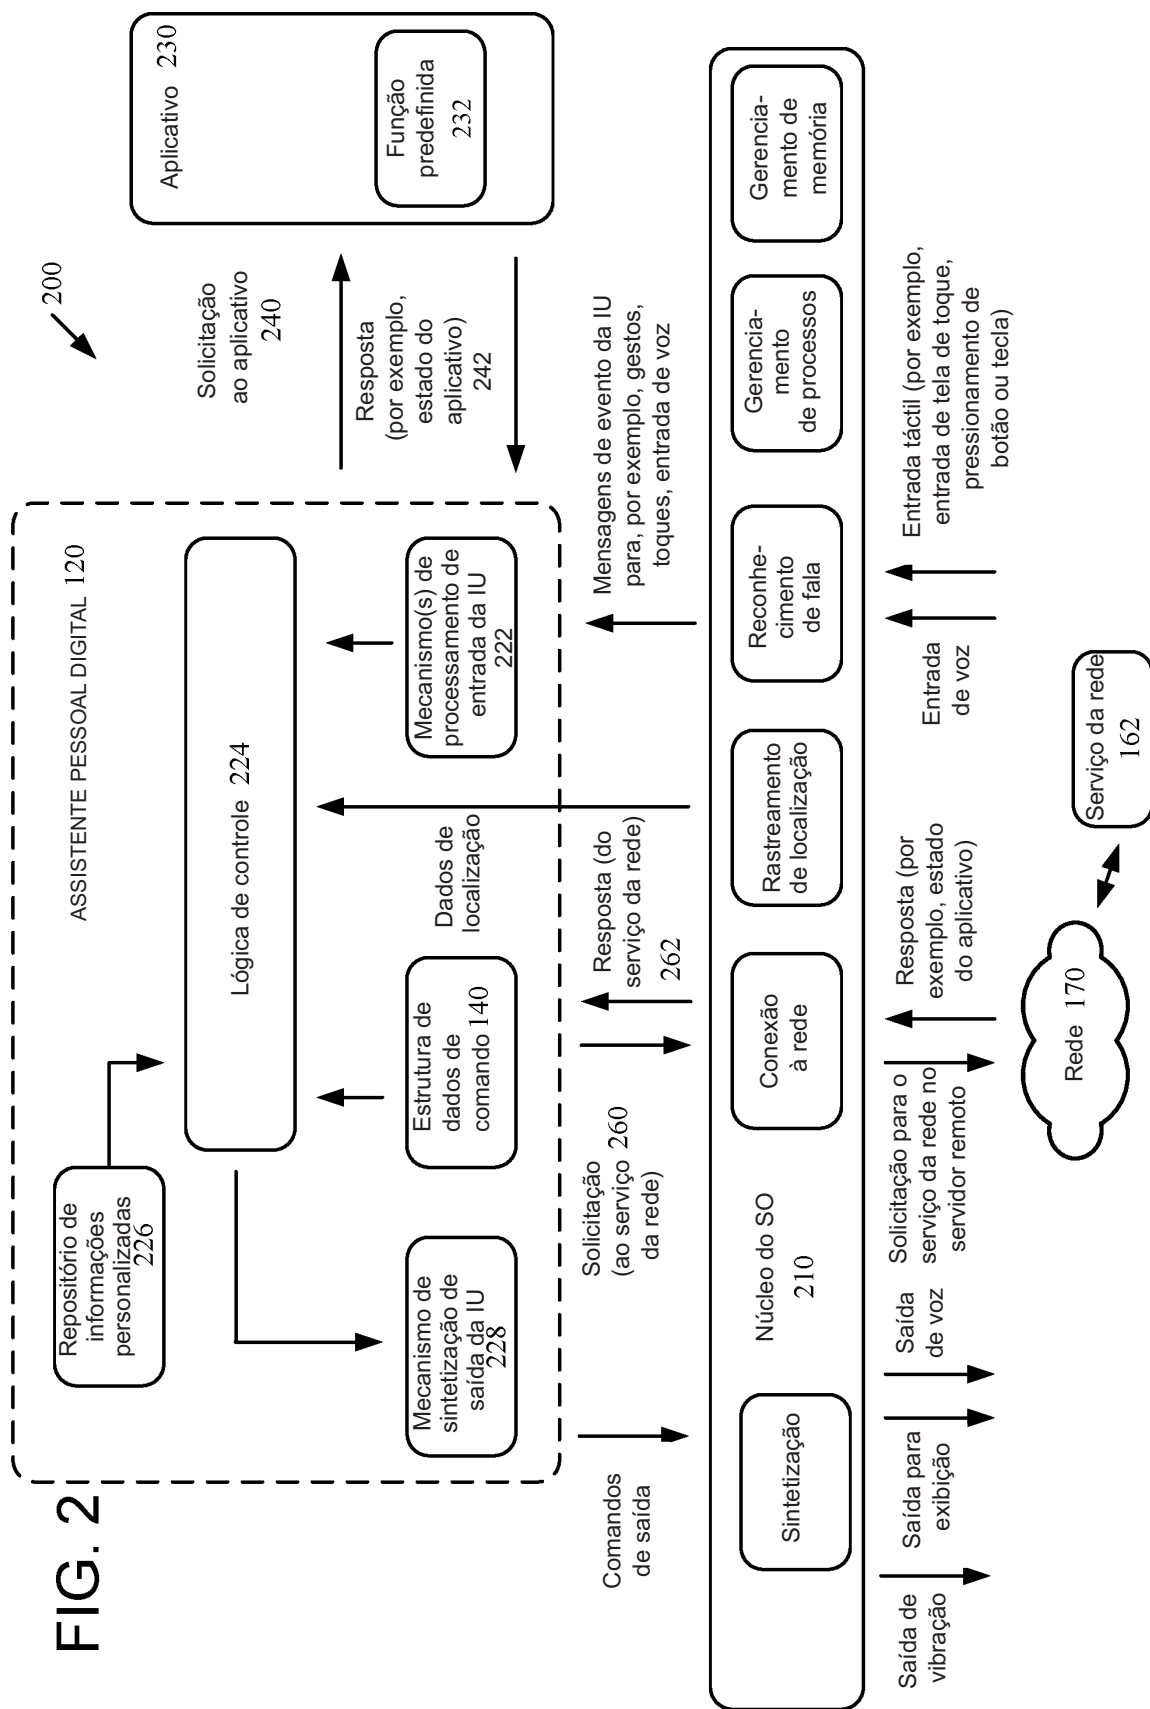 FIG. 2
200
ASSISTENTE PESSOAL DIGITAL 120
Repositório de
informações
personalizadas
226
Lógica de controle 224
Mecanismo de
sintetização de
saída da IU
228
Estrutura de
dados de
comando 140
Dados de
localização
Mecanismo(s) de
processamento de
entrada da IU
222
Solicitação
ao aplicativo
240
Resposta
(por exemplo,
estado do
aplicativo)
242
Aplicativo 230
Função
predefinida
232
Comandos
de saída
Solicitação
(ao serviço 260
da rede)
Resposta (do
serviço da rede)
262
Mensagens de evento da IU
para, por exemplo, gestos,
toques, entrada de voz
Sintetização
Núcleo do SO
210
Conexão
à rede
Rastreamento
de localização
Reconhe-
cimento
de fala
Gerencia-
mento
de processos
Gerencia-
mento de
memória
Saída de
vibração
Saída para
exibição
Saída
de voz
Solicitação para o
serviço da rede no
servidor remoto
Resposta (por
exemplo, estado
do aplicativo)
Entrada
de voz
Entrada táctil (por exemplo,
entrada de tela de toque,
pressionamento de
botão ou tecla)
Rede 170
Serviço da rede
162